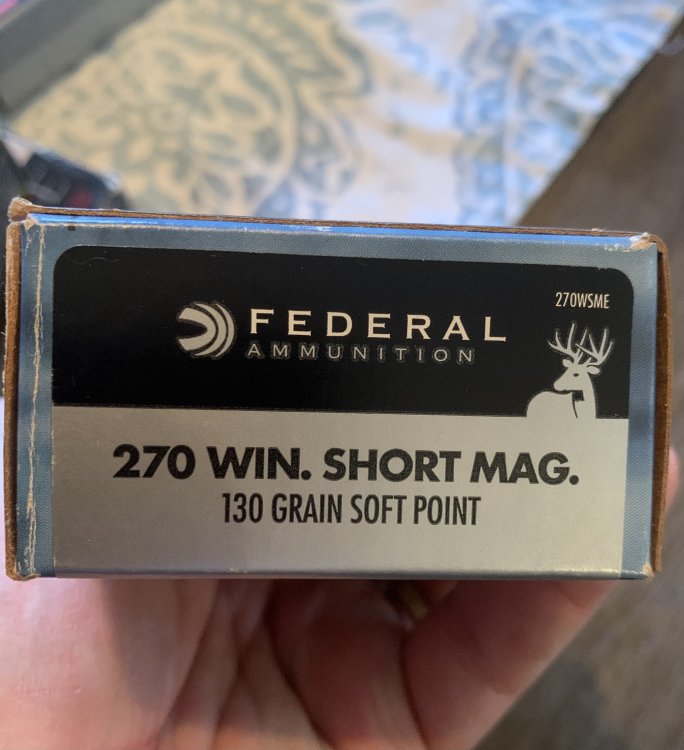 270WSME
FEDERAL
AMMUNITION
270 WIN. SHORT MAG.
130 GRAIN SOFT POINT